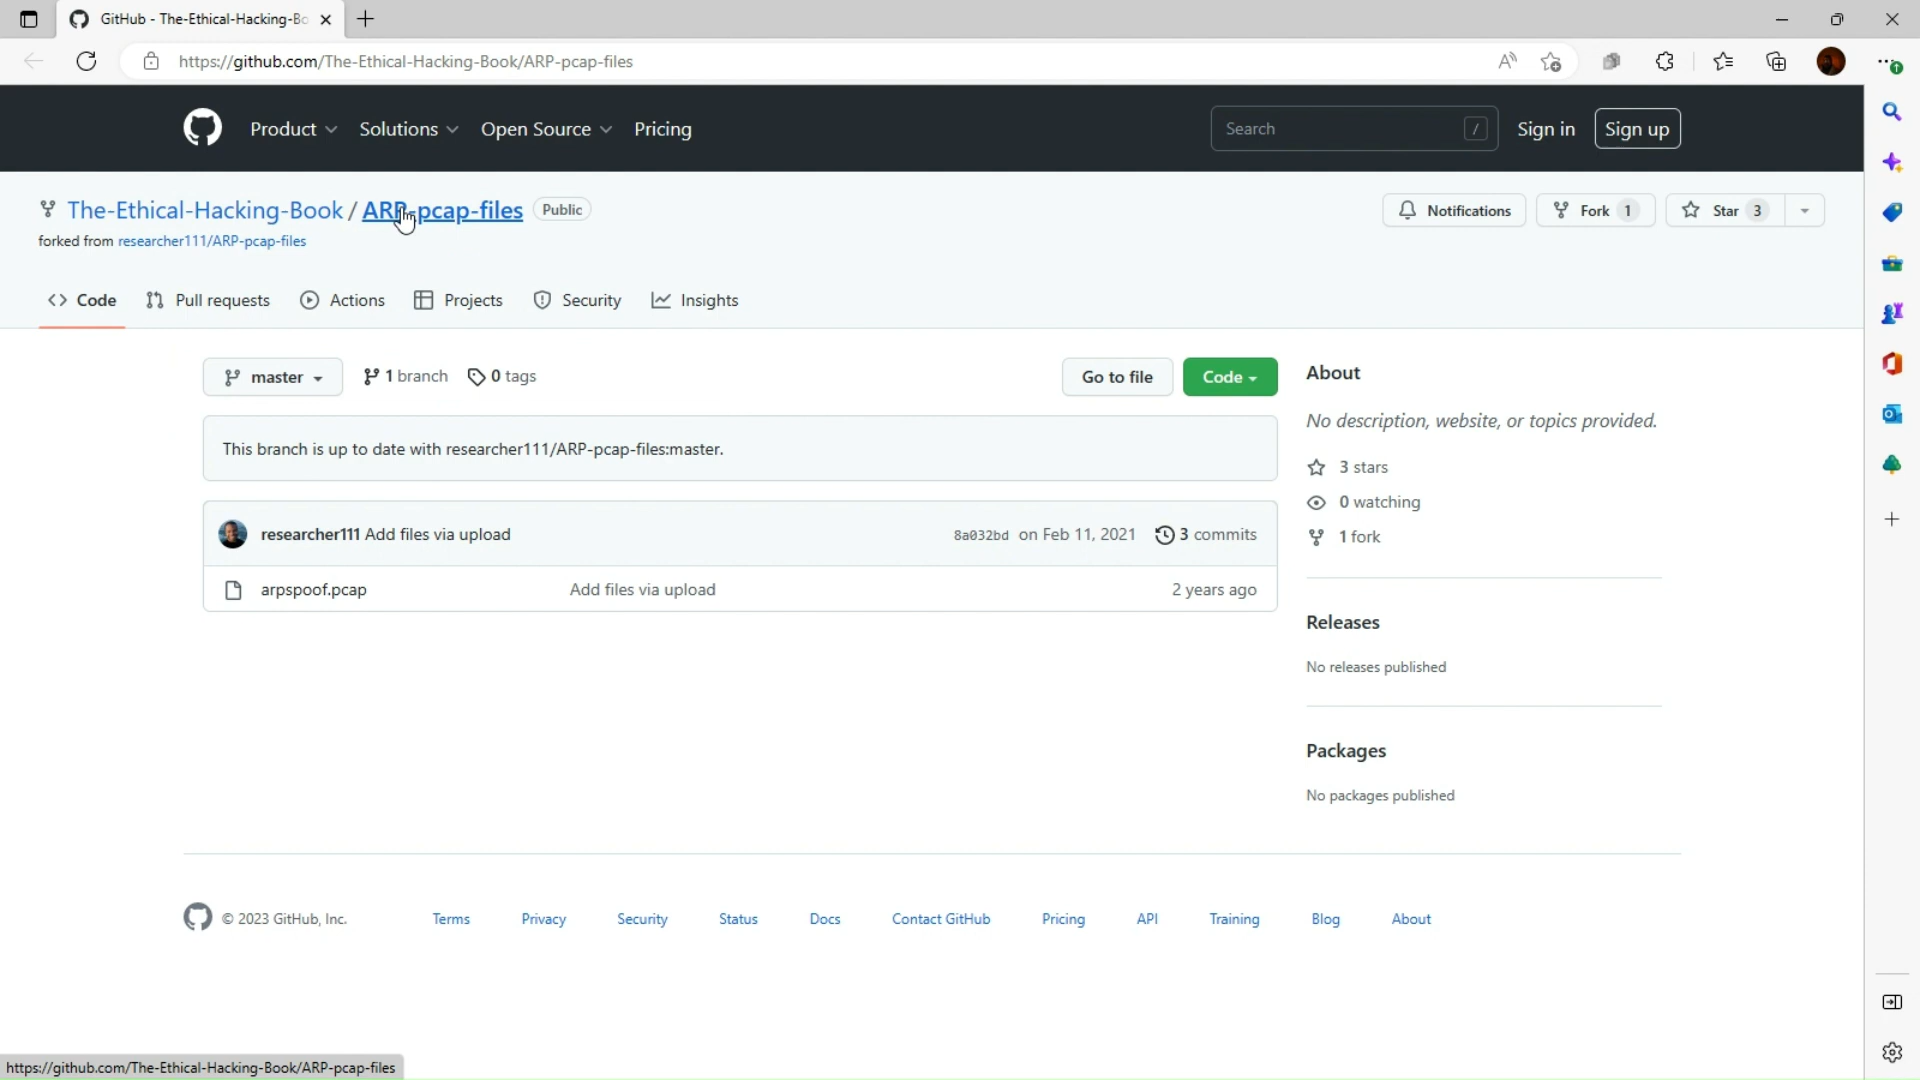 GitHub - The-Ethical-Hacking-Bo
https://github.com/The-Ethical-Hacking-Book/ARP-pcap-files
Product Solutions Open Source Pricing Search / Sign in Sign up
The-Ethical-Hacking-Book / ARP-pcap-files Public Notifications Fork 1 Star 3
forked from researcher111/ARP-pcap-files
Code Pull requests Actions Projects Security Insights
master 1 branch 0 tags Go to file Code
This branch is up to date with researcher111/ARP-pcap-files:master.
researcher111 Add files via upload 8a032bd on Feb 11, 2021 3 commits
arpspoof.pcap Add files via upload 2 years ago
About
No description, website, or topics provided.
3 stars
0 watching
1 fork
Releases
No releases published
Packages
No packages published
© 2023 GitHub, Inc. Terms Privacy Security Status Docs Contact GitHub Pricing API Training Blog About
https://github.com/The-Ethical-Hacking-Book/ARP-pcap-files